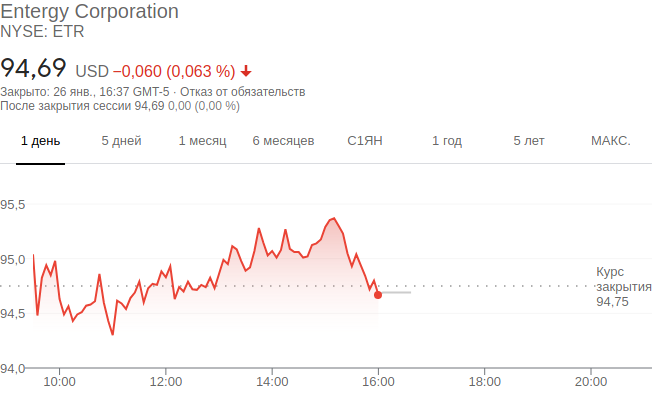 Entergy Corporation
NYSE: ETR
94,69 USD −0,060 (0,063 %)
Закрыто: 26 янв., 16:37 GMT-5 · Отказ от обязательств
После закрытия сессии 94,69 0,00 (0,00 %)
1 день 5 дней 1 месяц 6 месяцев С1ЯН 1 год 5 лет МАКС.
95,5
95,0
Курс
закрытия
94,75
94,5
94,0
10:00 12:00 14:00 16:00 18:00 20:00